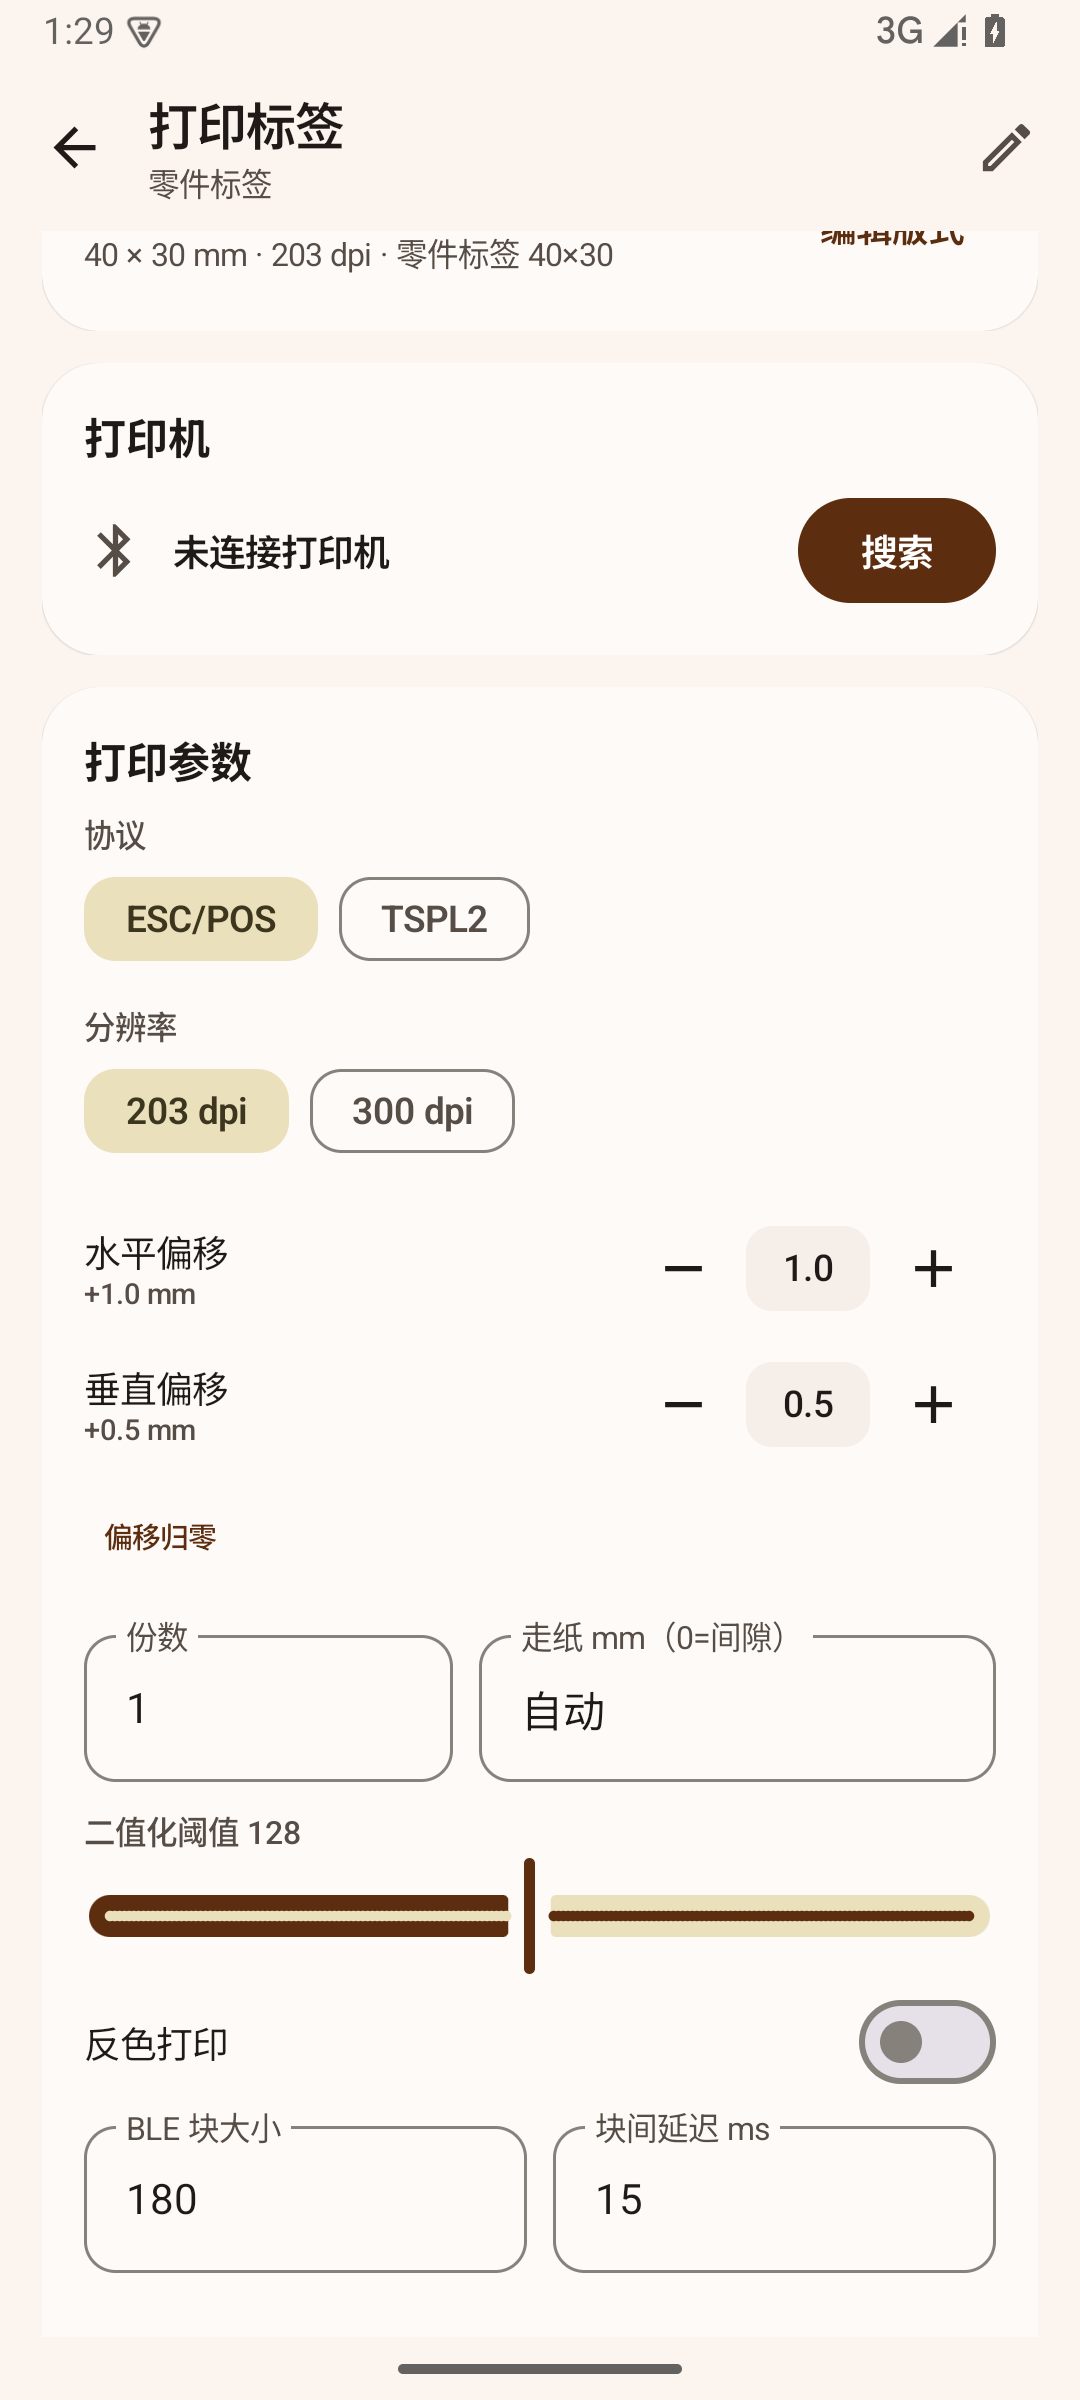 1:29
3G
打印标签
零件标签
编辑版式
40 × 30 mm · 203 dpi · 零件标签 40×30
打印机
未连接打印机
搜索
打印参数
协议
ESC/POS
TSPL2
分辨率
203 dpi
300 dpi
水平偏移
+1.0 mm
1.0
垂直偏移
+0.5 mm
0.5
偏移归零
份数
1
走纸 mm（0=间隙）
自动
二值化阈值 128
反色打印
BLE 块大小
180
块间延迟 ms
15